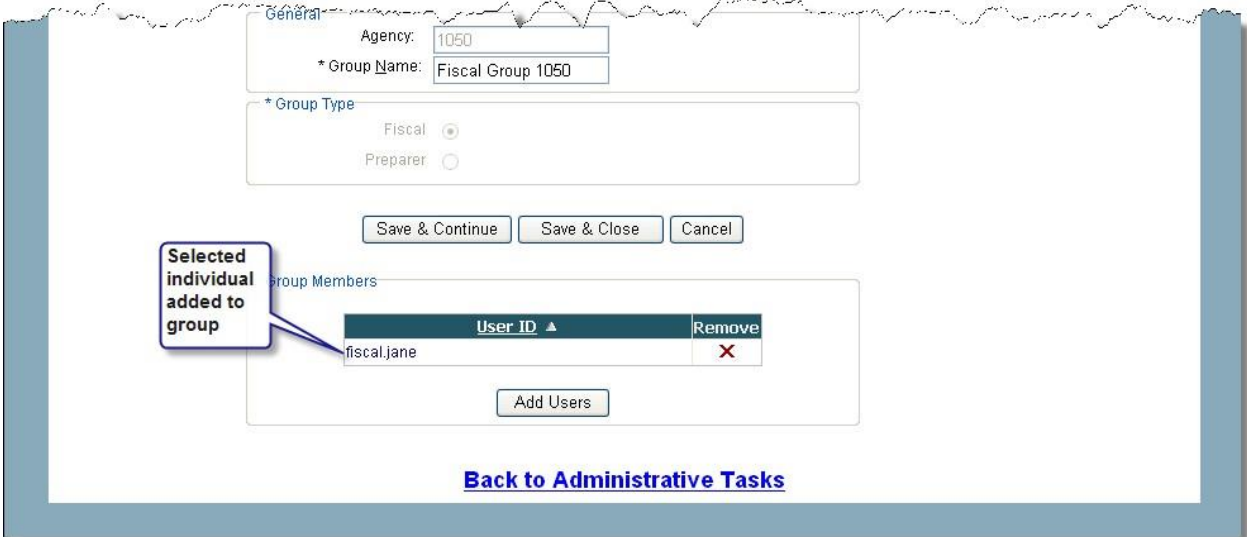 General
Agency: 1050
* Group Name: Fiscal Group 1050
* Group Type
Fiscal
Preparer
Save & Continue Save & Close Cancel
Selected
individual
added to
group
Group Members
User ID ▲ Remove
fiscal.jane
Add Users
Back to Administrative Tasks